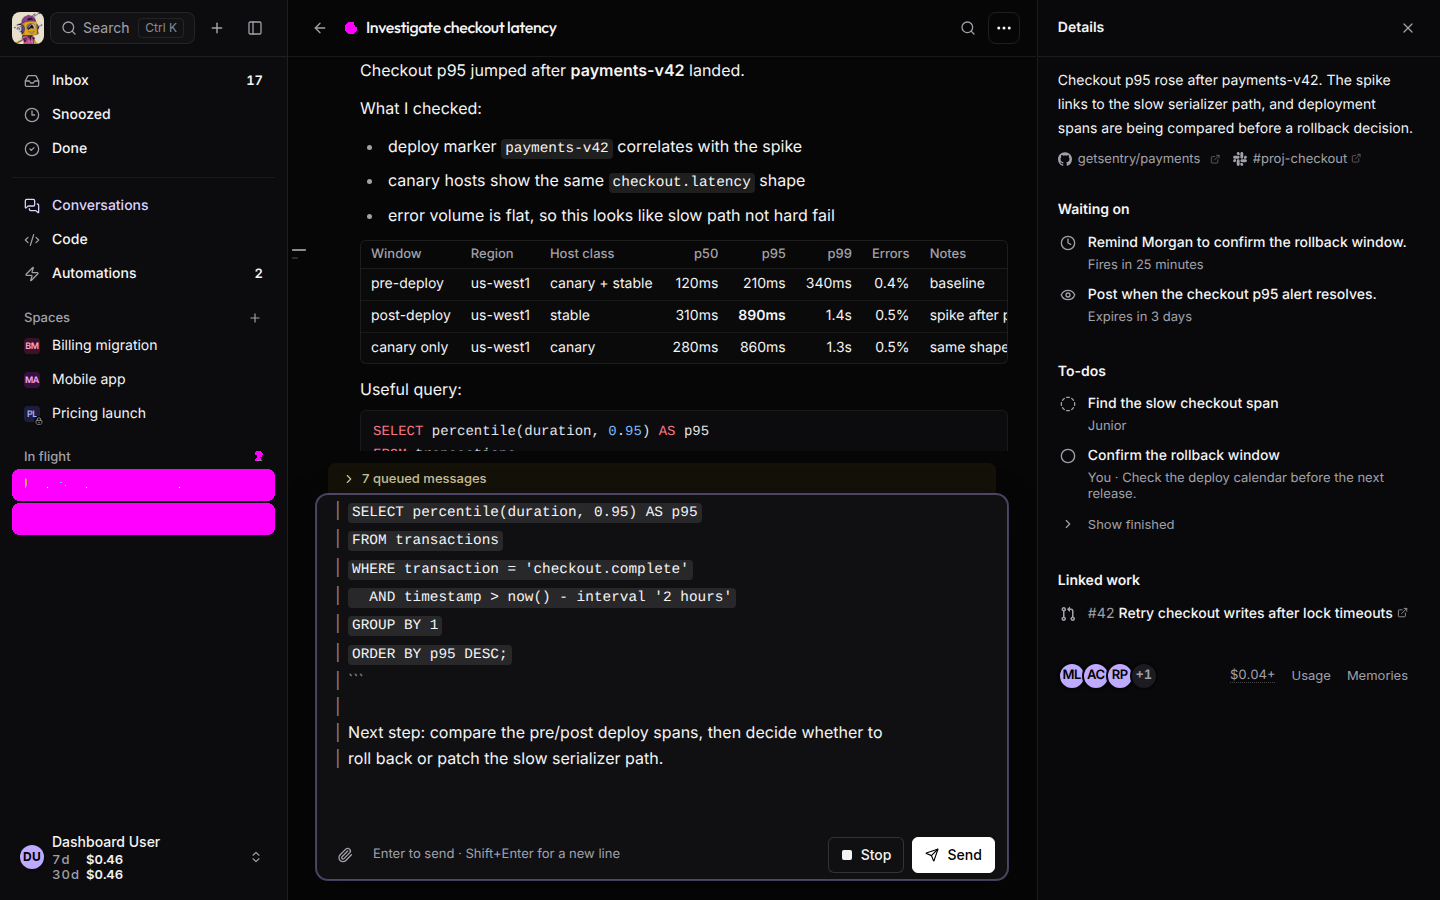 Search Ctrl K
Inbox 17
Snoozed
Done
Conversations
Code
Automations 2
Spaces
BM Billing migration
MA Mobile app
PL Pricing launch
In flight
DU Dashboard User
7d $0.46
30d $0.46
Investigate checkout latency
Checkout p95 jumped after payments-v42 landed.
What I checked:
deploy marker payments-v42 correlates with the spike
canary hosts show the same checkout.latency shape
error volume is flat, so this looks like slow path not hard fail
Window Region Host class p50 p95 p99 Errors Notes
pre-deploy us-west1 canary + stable 120ms 210ms 340ms 0.4% baseline
post-deploy us-west1 stable 310ms 890ms 1.4s 0.5% spike after
canary only us-west1 canary 280ms 860ms 1.3s 0.5% same shape
Useful query:
SELECT percentile(duration, 0.95) AS p95
7 queued messages
SELECT percentile(duration, 0.95) AS p95
FROM transactions
WHERE transaction = 'checkout.complete'
AND timestamp > now() - interval '2 hours'
GROUP BY 1
ORDER BY p95 DESC;
```
Next step: compare the pre/post deploy spans, then decide whether to
roll back or patch the slow serializer path.
Enter to send · Shift+Enter for a new line
Stop
Send
Details
Checkout p95 rose after payments-v42. The spike
links to the slow serializer path, and deployment
spans are being compared before a rollback decision.
getsentry/payments #proj-checkout
Waiting on
Remind Morgan to confirm the rollback window.
Fires in 25 minutes
Post when the checkout p95 alert resolves.
Expires in 3 days
To-dos
Find the slow checkout span
Junior
Confirm the rollback window
You · Check the deploy calendar before the next
release.
Show finished
Linked work
#42 Retry checkout writes after lock timeouts
ML AC RP +1 $0.04+ Usage Memories